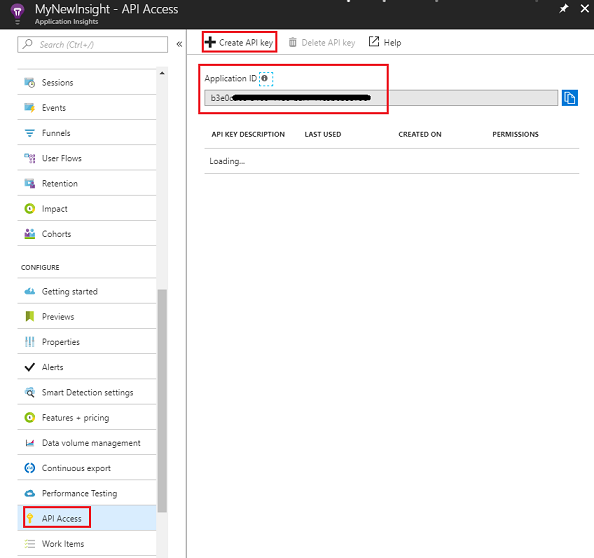 MyNewInsight - API Access
Application Insights
Search (Ctrl+/)
«
Sessions
Events
Funnels
User Flows
Retention
Impact
Cohorts
CONFIGURE
Getting started
Previews
Properties
Alerts
Smart Detection settings
Features + pricing
Data volume management
Continuous export
Performance Testing
API Access
Work Items
Create API key
Delete API key
Help
Application ID
b3e0
API KEY DESCRIPTION
LAST USED
CREATED ON
PERMISSIONS
Loading...